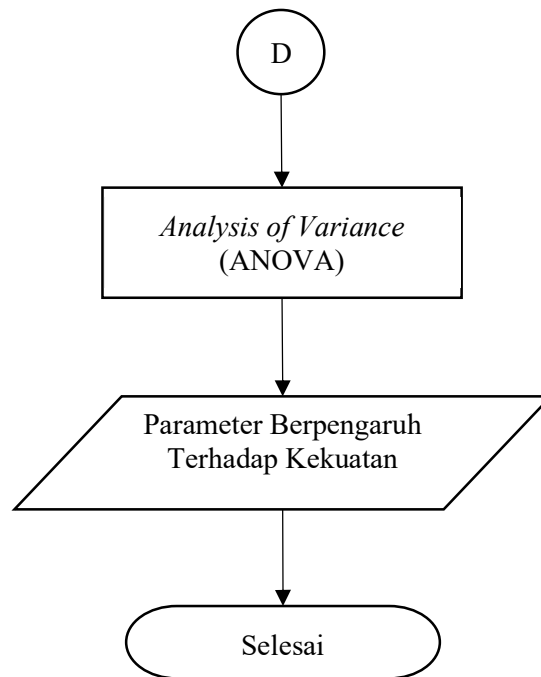 D
Analysis of Variance
(ANOVA)
Parameter Berpengaruh
Terhadap Kekuatan
Selesai